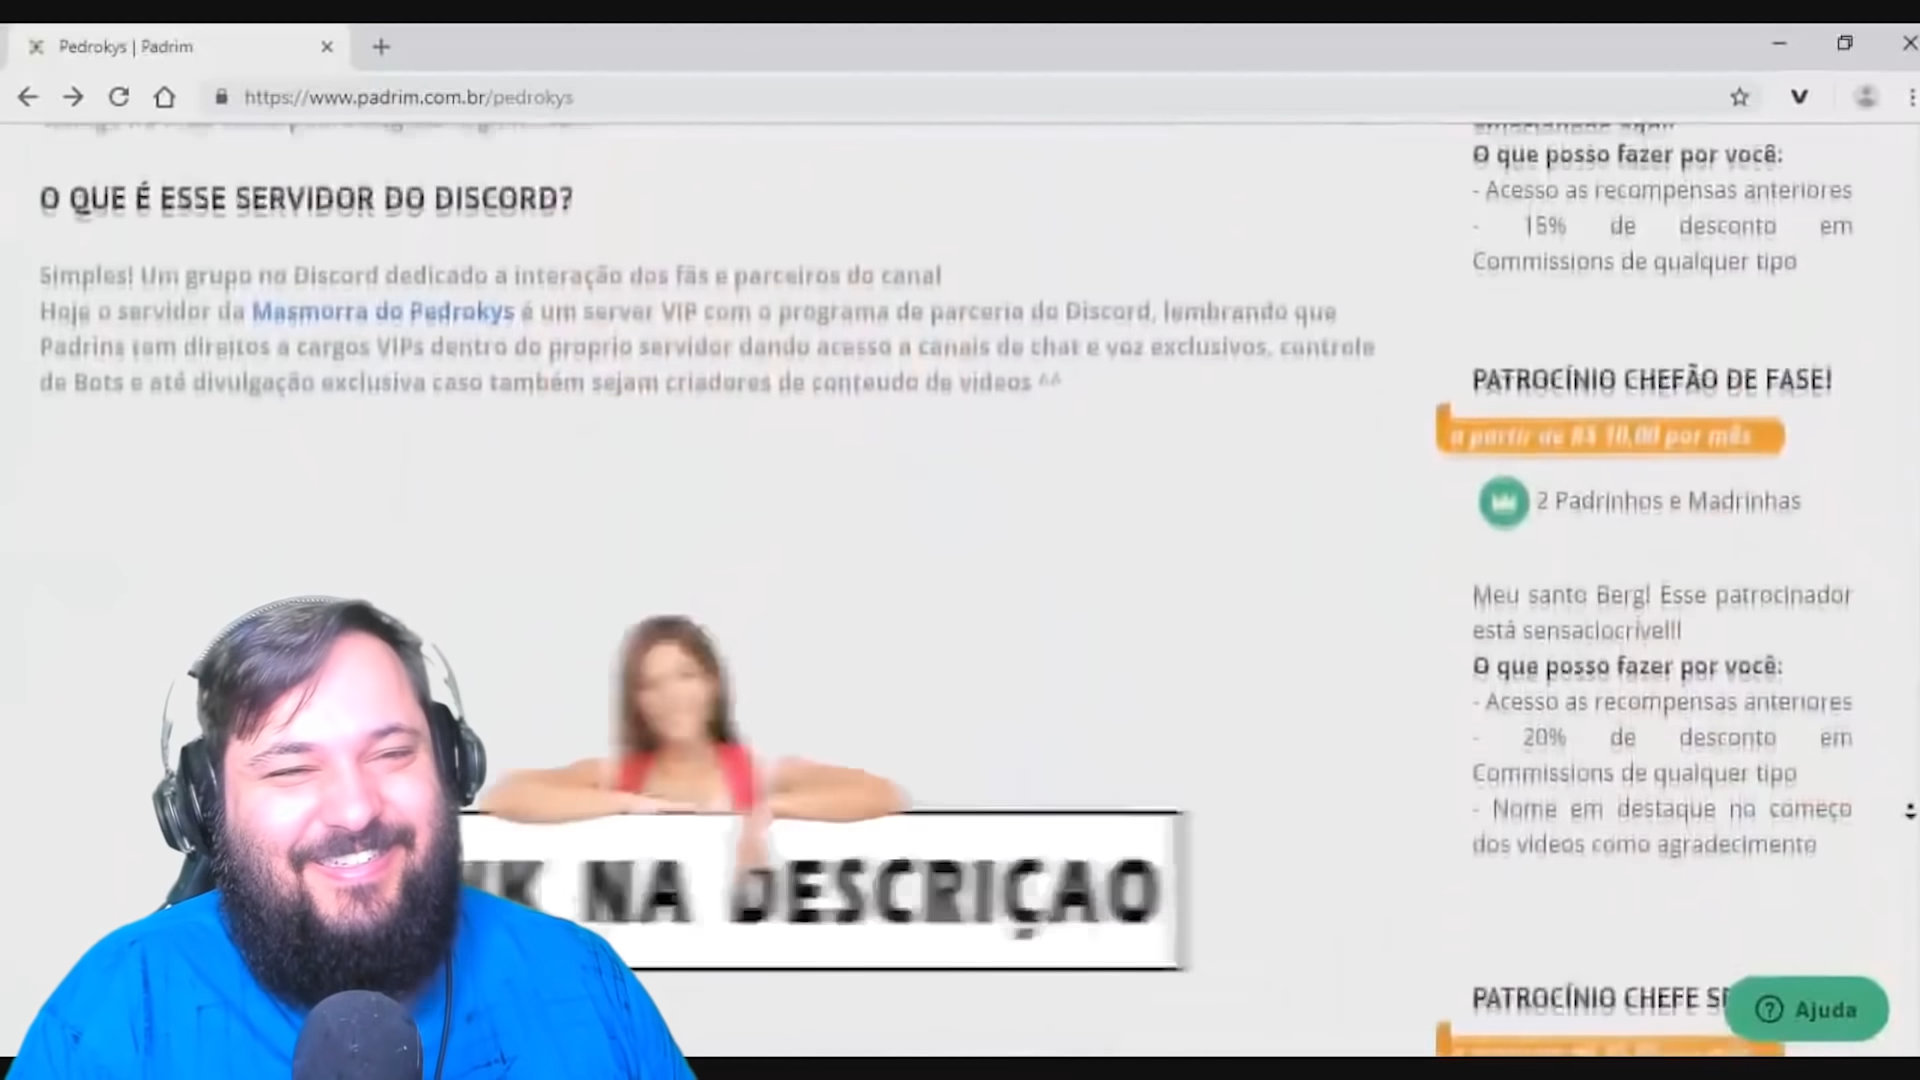 Pedrokys | Padrim
https://www.padrim.com.br/pedrokys
O QUE É ESSE SERVIDOR DO DISCORD?
Simples! Um grupo no Discord dedicado a interação dos fãs e parceiros do canal
Hoje o servidor da Masmorra do Pedrokys é um server VIP com o programa de parceria do Discord, lembrando que
Padrins tem direitos a cargos VIPs dentro do proprio servidor dando acesso a canais de chat e voz exclusivos, controle
de Bots e até divulgação exclusiva caso também sejam criadores de conteudo de videos ^^
NA DESCRIÇAO
O que posso fazer por você:
- Acesso as recompensas anteriores
- 15% de desconto em
Commissions de qualquer tipo
PATROCÍNIO CHEFÃO DE FASE!
a partir de R$ 10,00 por mês
2 Padrinhos e Madrinhas
Meu santo Berg! Esse patrocinador
está sensaciocrivel!!
O que posso fazer por você:
- Acesso as recompensas anteriores
- 20% de desconto em
Commissions de qualquer tipo
- Nome em destaque no começo
dos videos como agradecimento
PATROCÍNIO CHEFE
Ajuda